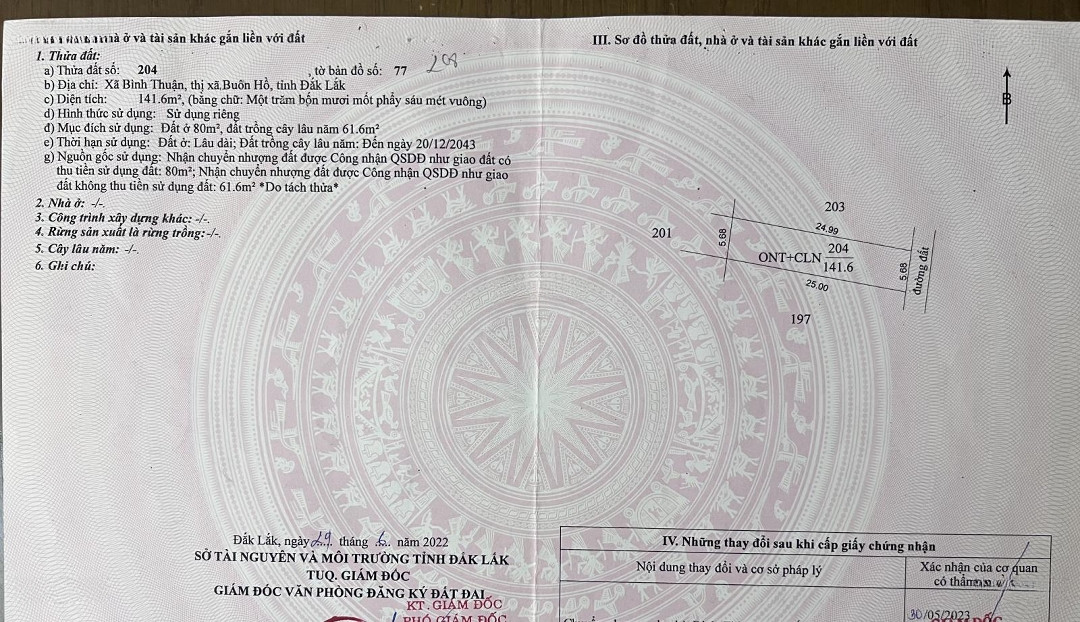 nhà ở và tài sản khác gắn liền với đất
1. Thửa đất:
a) Thửa đất số: 204 , tờ bản đồ số: 77 208
b) Địa chỉ: Xã Bình Thuận, thị xã Buôn Hồ, tỉnh Đắk Lắk
c) Diện tích: 141.6m², (bằng chữ: Một trăm bốn mươi mốt phẩy sáu mét vuông)
d) Hình thức sử dụng: Sử dụng riêng
đ) Mục đích sử dụng: Đất ở 80m², đất trồng cây lâu năm 61.6m²
e) Thời hạn sử dụng: Đất ở: Lâu dài; Đất trồng cây lâu năm: Đến ngày 20/12/2043
g) Nguồn gốc sử dụng: Nhận chuyển nhượng đất được Công nhận QSDĐ như giao đất có
thu tiền sử dụng đất: 80m²; Nhận chuyển nhượng đất được Công nhận QSDĐ như giao
đất không thu tiền sử dụng đất: 61.6m² *Do tách thửa*
2. Nhà ở: -/-.
3. Công trình xây dựng khác: -/-.
4. Rừng sản xuất là rừng trồng: -/-.
5. Cây lâu năm: -/-.
6. Ghi chú:
Đắk Lắk, ngày 29 tháng 6 năm 2022
SỞ TÀI NGUYÊN VÀ MÔI TRƯỜNG TỈNH ĐẮK LẮK
TUQ. GIÁM ĐỐC
GIÁM ĐỐC VĂN PHÒNG ĐĂNG KÝ ĐẤT ĐAI
KT. GIÁM ĐỐC
PHÓ GIÁM ĐỐC
III. Sơ đồ thửa đất, nhà ở và tài sản khác gắn liền với đất
B
203
24.99
201
5.68
ONT+CLN 204
141.6
5.68
đường đất
25.00
197
IV. Những thay đổi sau khi cấp giấy chứng nhận
Nội dung thay đổi và cơ sở pháp lý
Xác nhận của cơ quan
có thẩm
30/05/2023